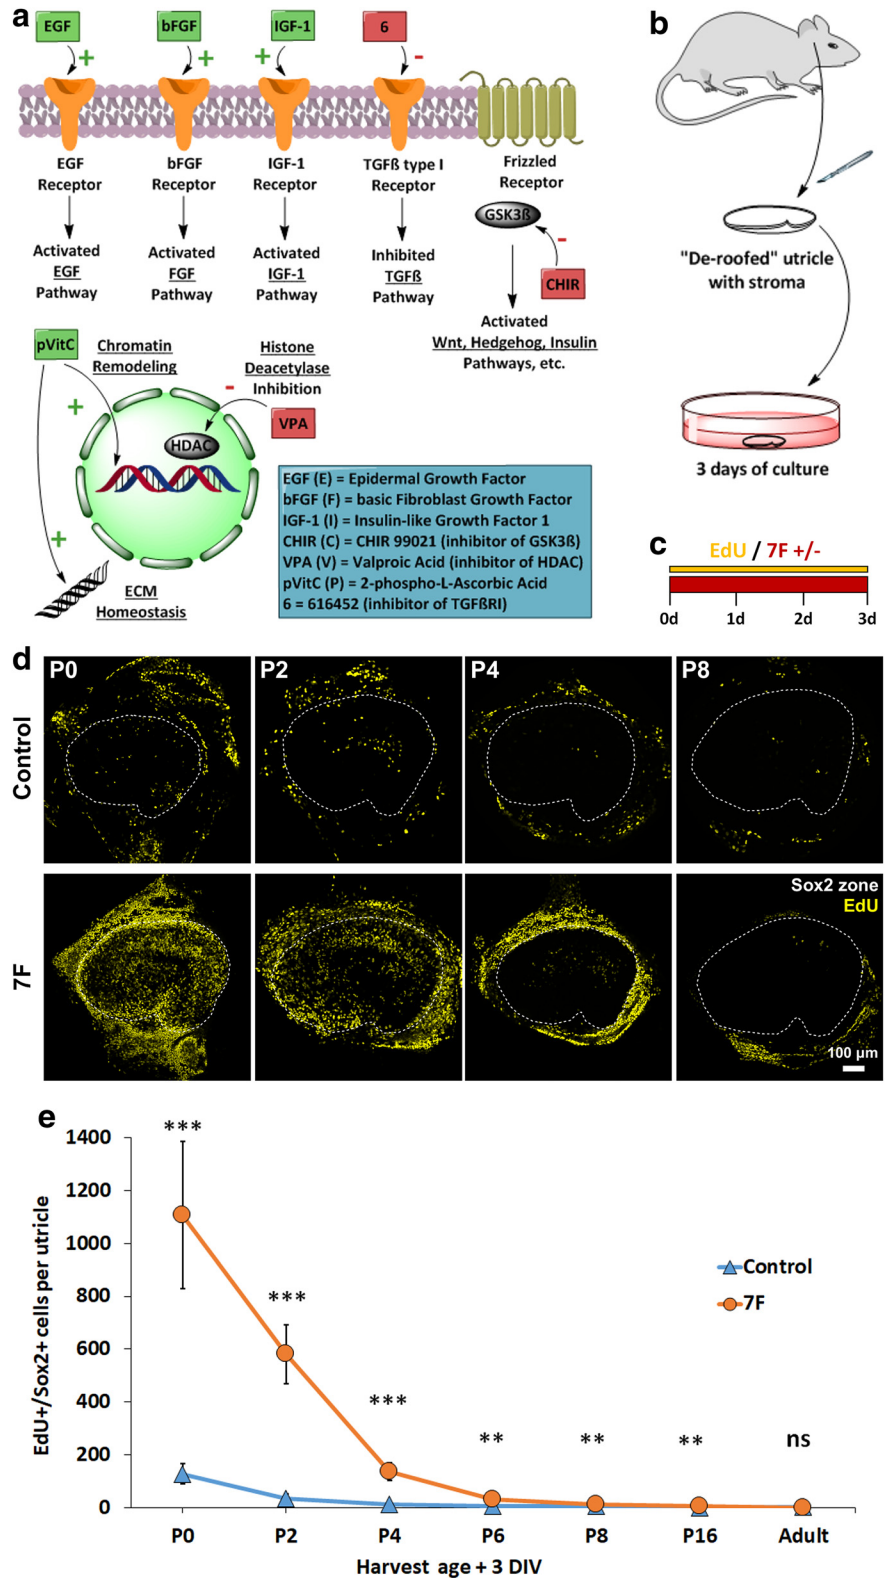 a
EGF
bFGF
IGF-1
6
+
+
+
-
EGF
Receptor
bFGF
Receptor
IGF-1
Receptor
TGFß type I
Receptor
Frizzled
Receptor
GSK3ß
-
CHIR
Activated
EGF
Pathway
Activated
FGF
Pathway
Activated
IGF-1
Pathway
Inhibited
TGFß
Pathway
Activated
Wnt, Hedgehog, Insulin
Pathways, etc.
pVitC
Chromatin
Remodeling
Histone
Deacetylase
Inhibition
+
-
VPA
HDAC
+
ECM
Homeostasis
EGF (E) = Epidermal Growth Factor
bFGF (F) = basic Fibroblast Growth Factor
IGF-1 (I) = Insulin-like Growth Factor 1
CHIR (C) = CHIR 99021 (inhibitor of GSK3ß)
VPA (V) = Valproic Acid (inhibitor of HDAC)
pVitC (P) = 2-phospho-L-Ascorbic Acid
6 = 616452 (inhibitor of TGFßRI)
b
"De-roofed" utricle
with stroma
3 days of culture
c
EdU / 7F +/-
0d 1d 2d 3d
d
P0 P2 P4 P8
Control
7F
Sox2 zone
EdU
100 µm
e
EdU+/Sox2+ cells per utricle
1400
1200
1000
800
600
400
200
0
***
***
***
**
**
**
ns
Control
7F
P0 P2 P4 P6 P8 P16 Adult
Harvest age + 3 DIV